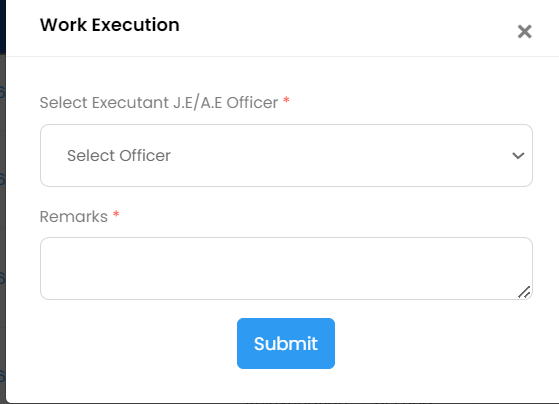 Work Execution
Select Executant J.E/A.E Officer *
Select Officer
Remarks *
Submit